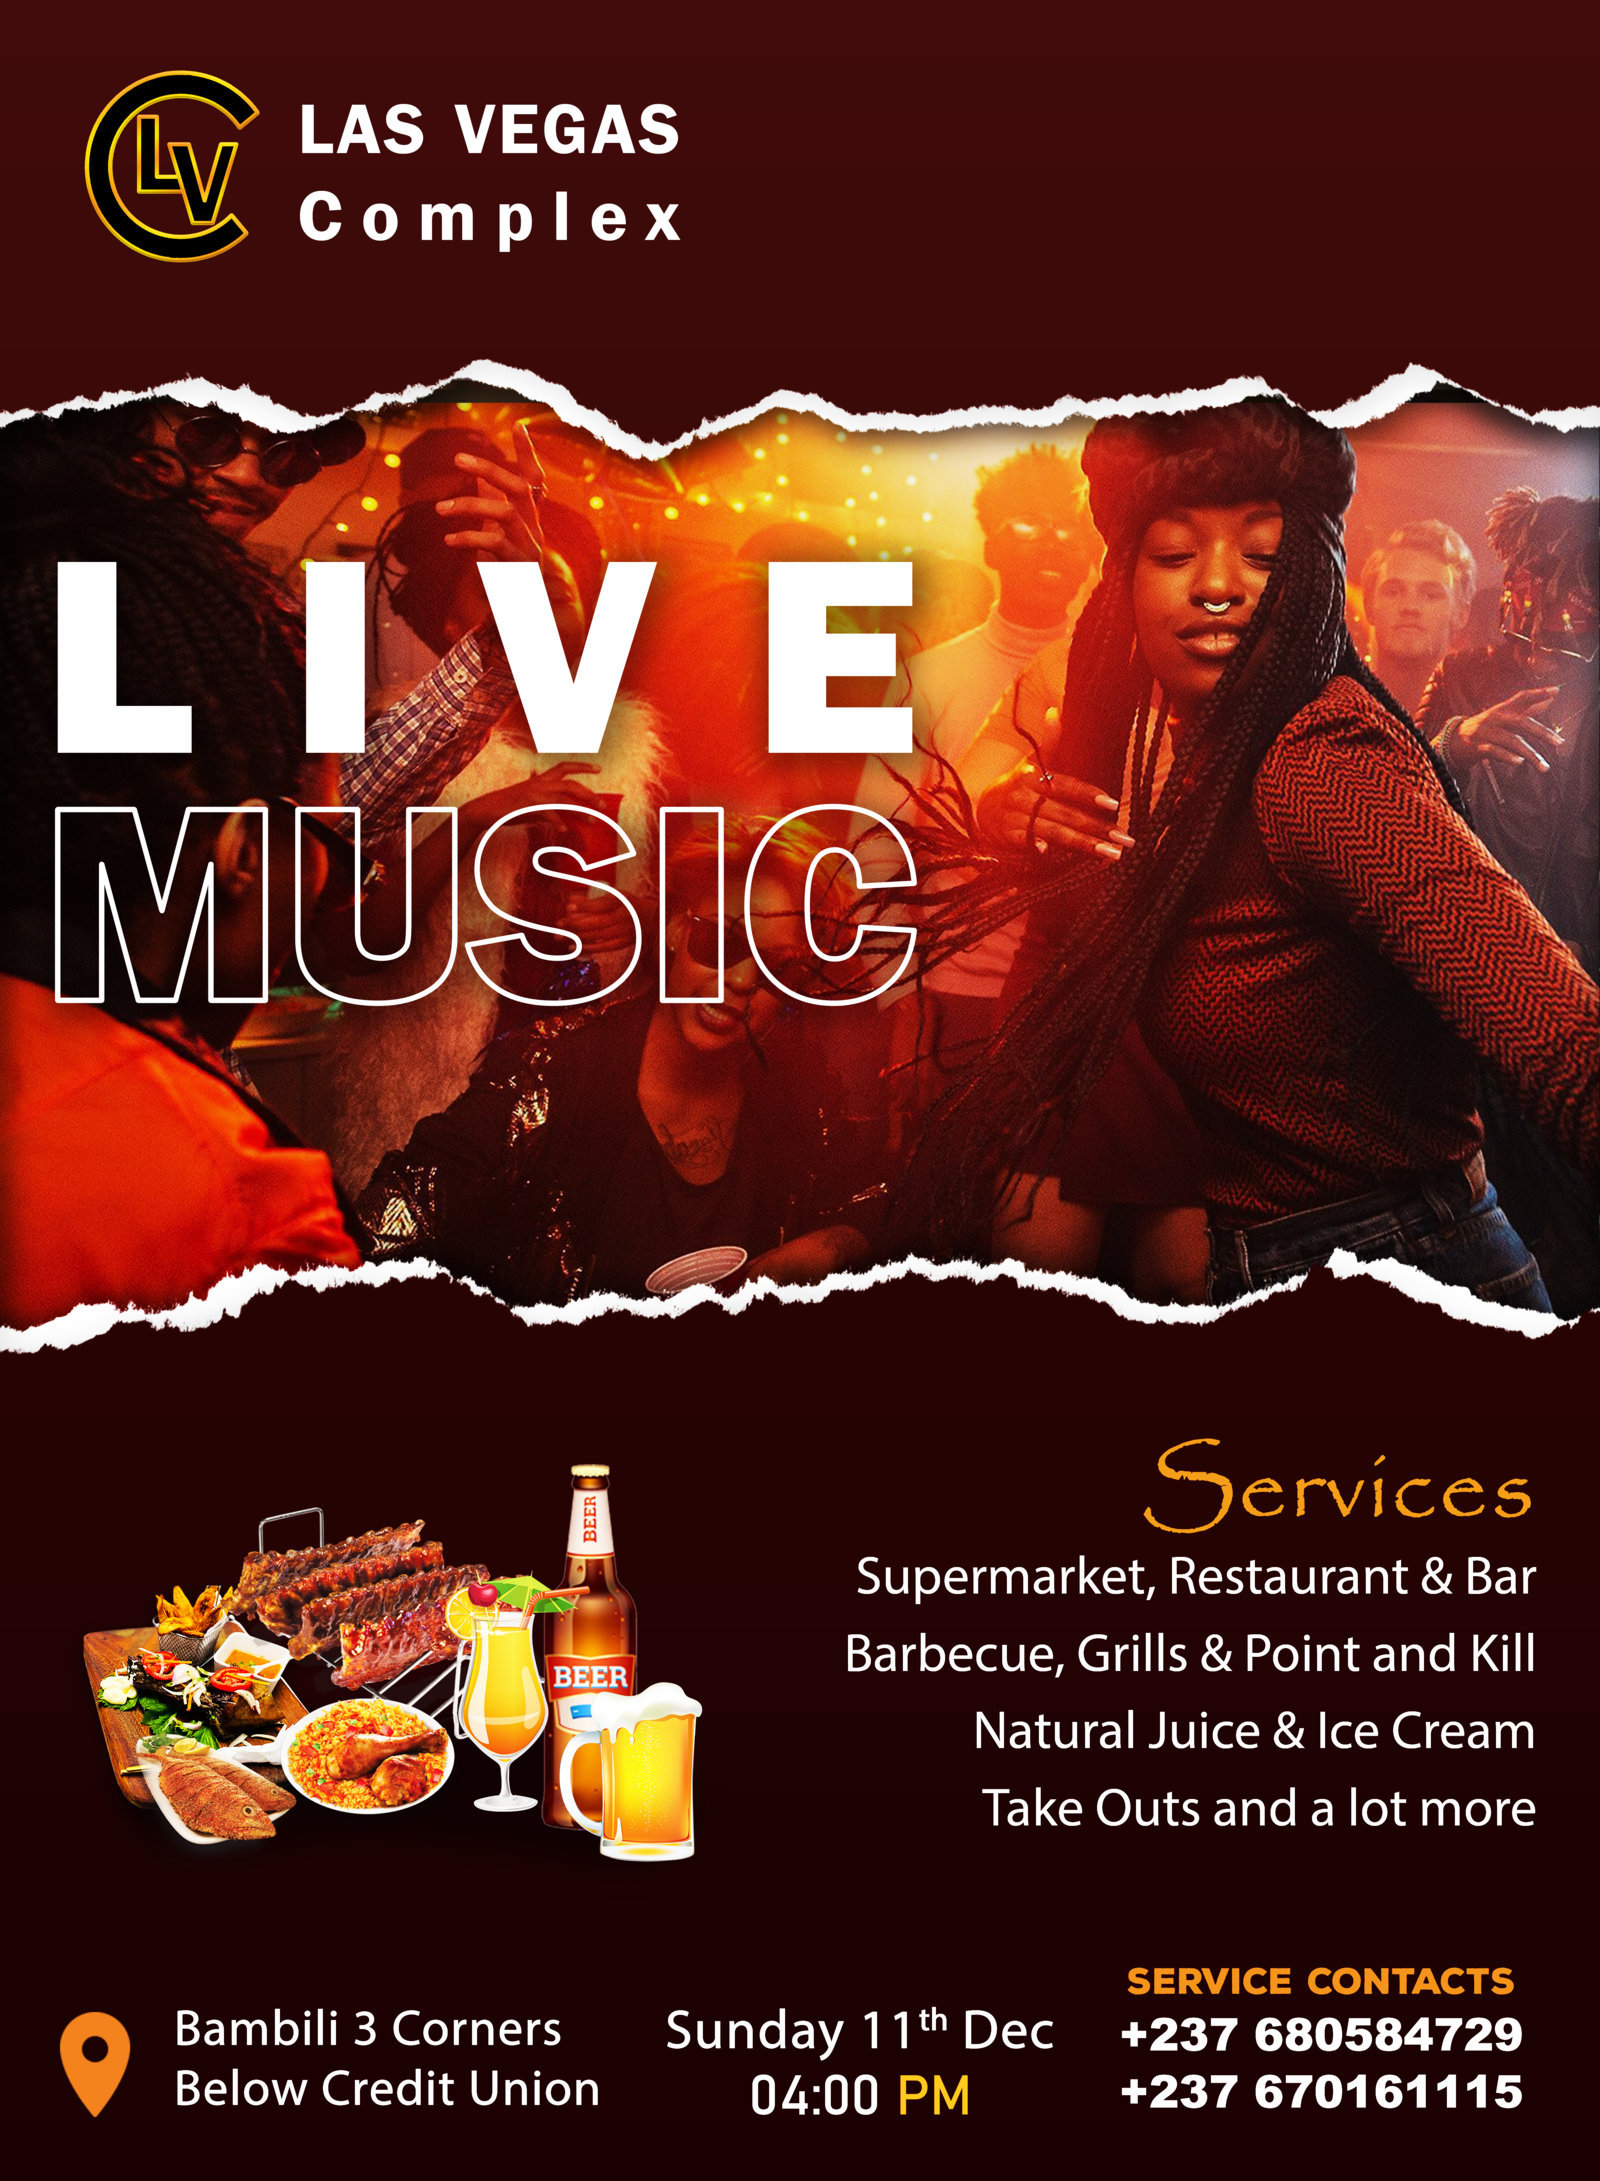 CLV
LAS VEGAS
Complex
LIVE
MUSIC
Services
Supermarket, Restaurant & Bar
Barbecue, Grills & Point and Kill
Natural Juice & Ice Cream
Take Outs and a lot more
BEER
BEER
Bambili 3 Corners
Below Credit Union
Sunday 11th Dec
04:00 PM
SERVICE CONTACTS
+237 680584729
+237 670161115